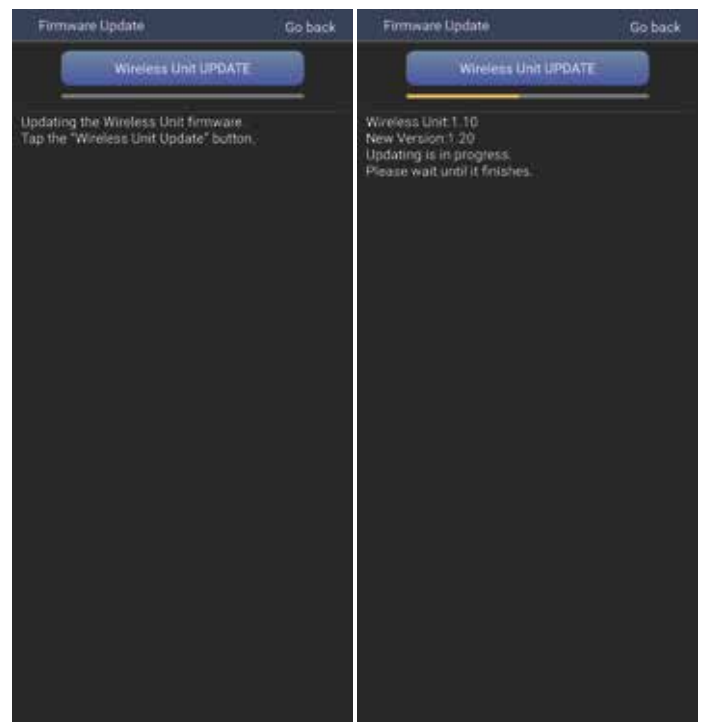 Firmware Update Go back
Wireless Unit UPDATE
Updating the Wireless Unit firmware.
Tap the "Wireless Unit Update" button.
Firmware Update Go back
Wireless Unit UPDATE
Wireless Unit:1.10
New Version:1.20
Updating is in progress.
Please wait until it finishes.